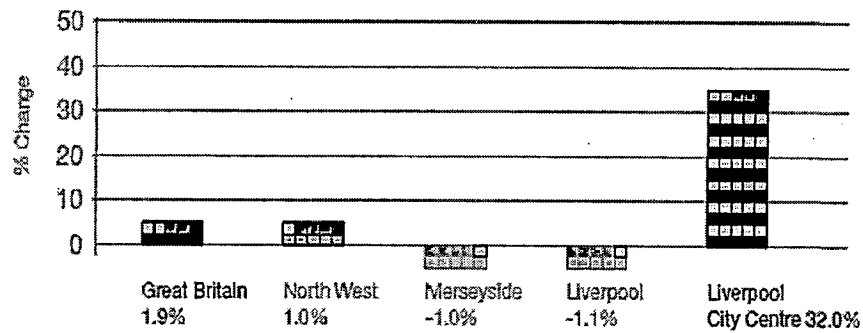 50
40
30
20
10
0
% Change
Great Britain
1.9%
North West
1.0%
Merseyside
-1.0%
Liverpool
-1.1%
Liverpool
City Centre 32.0%